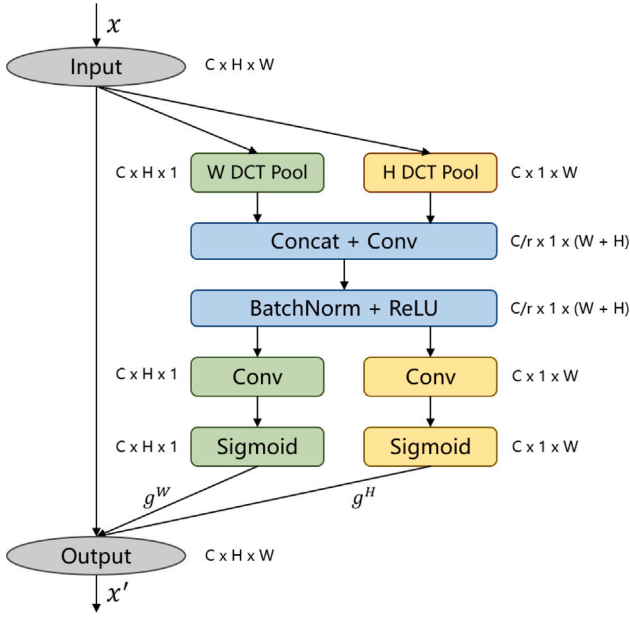 x
Input
C x H x W
C x H x 1
W DCT Pool
H DCT Pool
C x 1 x W
Concat + Conv
C/r x 1 x (W + H)
BatchNorm + ReLU
C/r x 1 x (W + H)
C x H x 1
Conv
Conv
C x 1 x W
C x H x 1
Sigmoid
Sigmoid
C x 1 x W
g^W
g^H
Output
C x H x W
x′